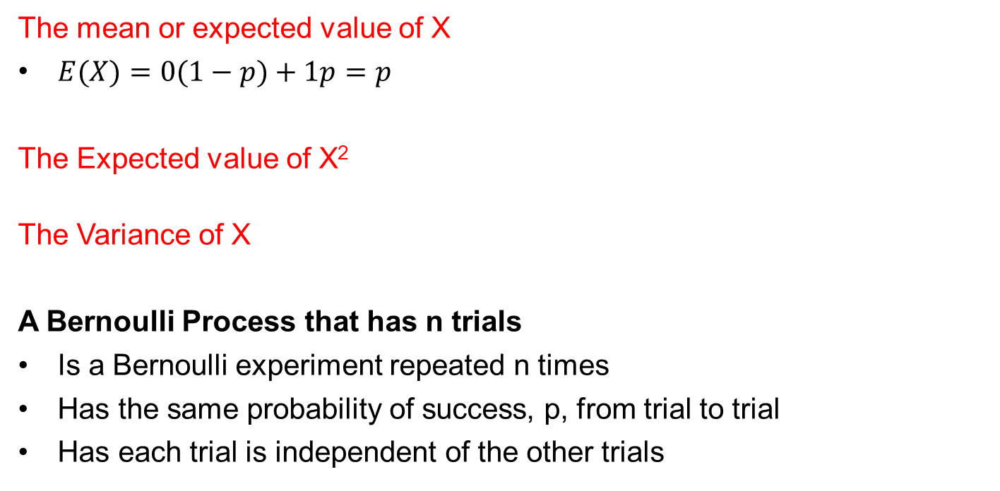 The mean or expected value of X
• E(X) = 0(1 − p) + 1p = p
The Expected value of X²
The Variance of X
A Bernoulli Process that has n trials
• Is a Bernoulli experiment repeated n times
• Has the same probability of success, p, from trial to trial
• Has each trial is independent of the other trials